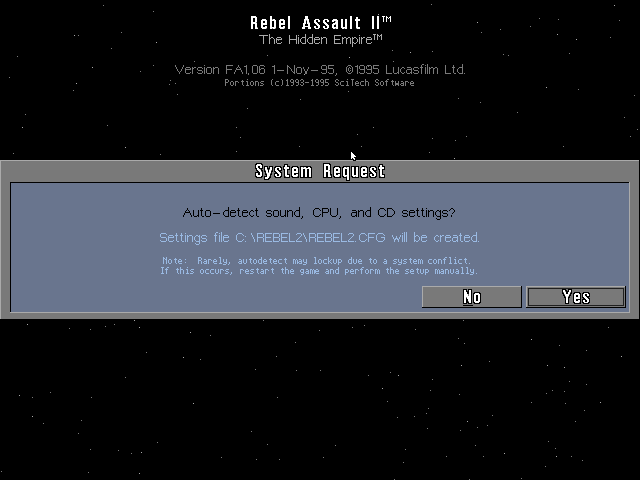 Rebel Assault II™
The Hidden Empire™
Version FA1.06 1-Nov-95, ©1995 Lucasfilm Ltd.
Portions (c)1993-1995 SciTech Software
System Request
Auto-detect sound, CPU, and CD settings?
Settings file C:\REBEL2\REBEL2.CFG will be created.
Note: Rarely, autodetect may lockup due to a system conflict.
If this occurs, restart the game and perform the setup manually.
No Yes